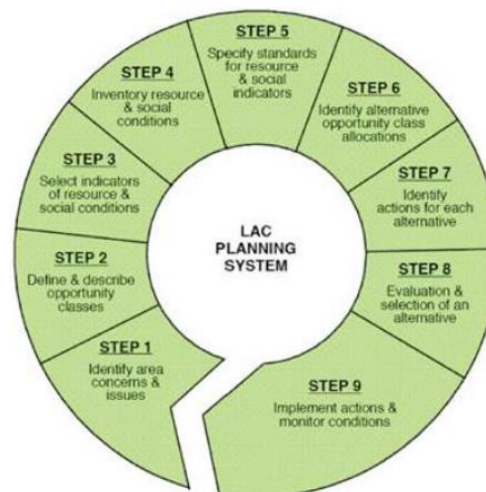 STEP 1
Identify area
concerns &
issues
STEP 2
Define & describe
opportunity
classes
STEP 3
Select indicators
of resource &
social conditions
STEP 4
Inventory resource
& social
conditions
STEP 5
Specify standards
for resource
& social
indicators
STEP 6
Identify alternative
opportunity class
allocations
STEP 7
Identify
actions for each
alternative
STEP 8
Evaluation &
selection of an
alternative
STEP 9
Implement actions &
monitor conditions
LAC
PLANNING
SYSTEM